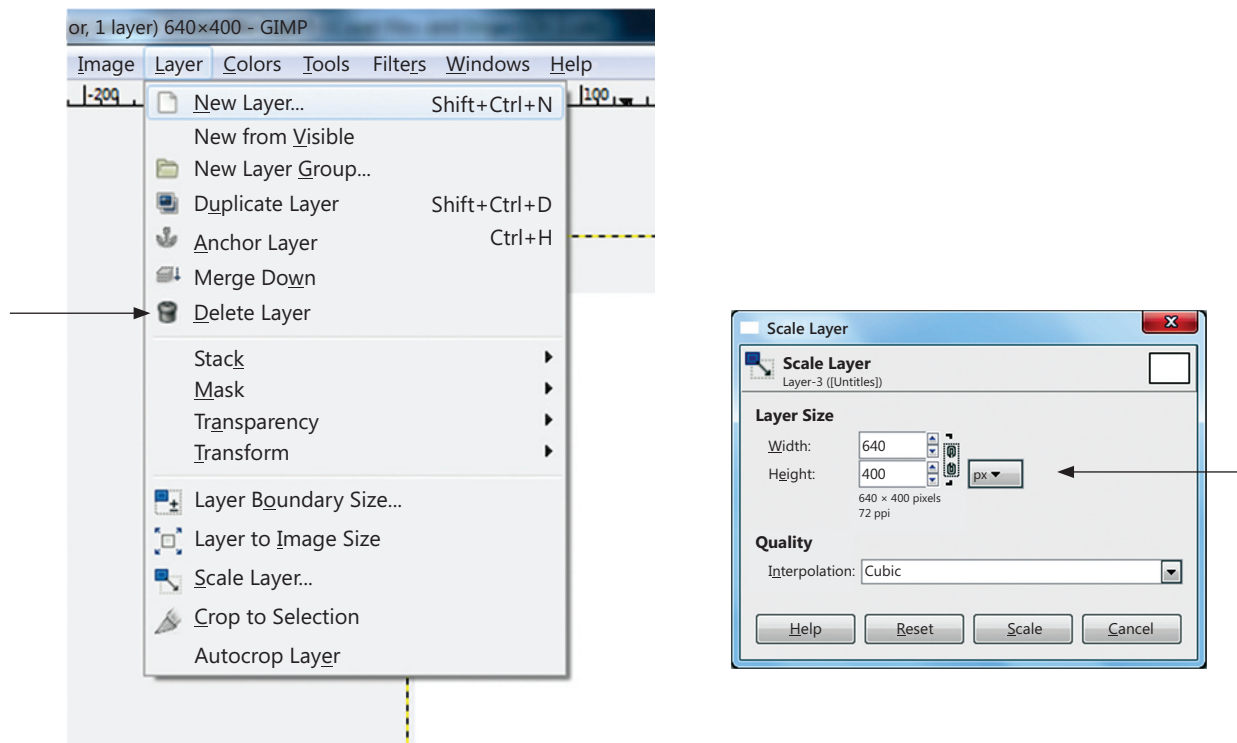 or, 1 layer) 640×400 - GIMP
Image Layer Colors Tools Filters Windows Help
-200 100
New Layer... Shift+Ctrl+N
New from Visible
New Layer Group...
Duplicate Layer Shift+Ctrl+D
Anchor Layer Ctrl+H
Merge Down
Delete Layer
Stack
Mask
Transparency
Transform
Layer Boundary Size...
Layer to Image Size
Scale Layer...
Crop to Selection
Autocrop Layer
Scale Layer
Scale Layer
Layer-3 ([Untitles])
Layer Size
Width: 640
Height: 400 px
640 × 400 pixels
72 ppi
Quality
Interpolation: Cubic
Help Reset Scale Cancel